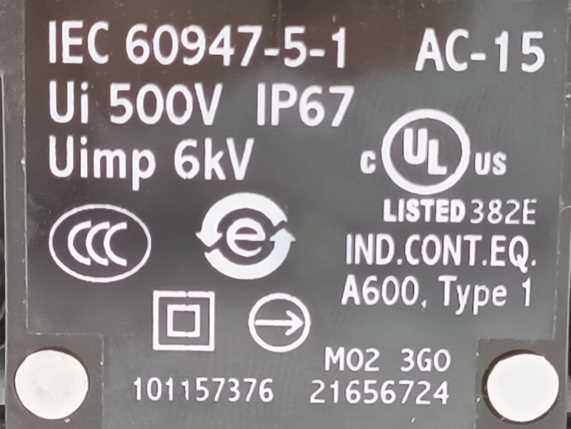 IEC 60947-5-1 AC-15
Ui 500V IP67
Uimp 6kV
C UL US
LISTED 382E
CCC e
IND.CONT.EQ.
A600, Type 1
M02 3G0
101157376 21656724